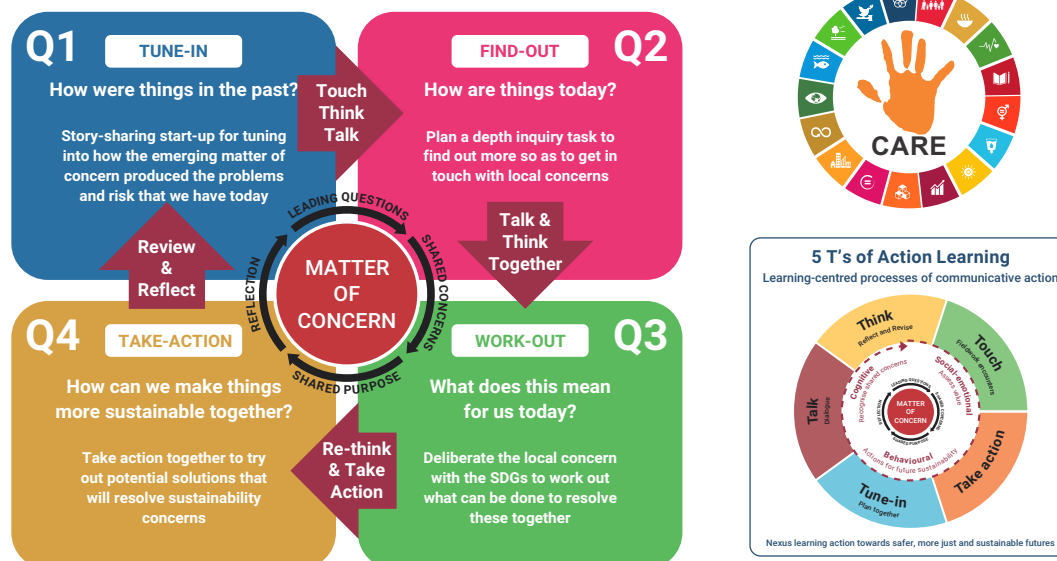 Q1
TUNE-IN
How were things in the past?
Story-sharing start-up for tuning
into how the emerging matter of
concern produced the problems
and risk that we have today
Touch
Think
Talk
FIND-OUT
Q2
How are things today?
Plan a depth inquiry task to
find out more so as to get in
touch with local concerns
Review
&
Reflect
LEADING QUESTIONS
SHARED CONCERNS
SHARED PURPOSE
REFLECTION
MATTER
OF
CONCERN
Talk &
Think
Together
Q4
TAKE-ACTION
How can we make things
more sustainable together?
Take action together to try
out potential solutions that
will resolve sustainability
concerns
Re-think
& Take
Action
WORK-OUT
Q3
What does this mean
for us today?
Deliberate the local concern
with the SDGs to work out
what can be done to resolve
these together
CARE
5 T's of Action Learning
Learning-centred processes of communicative action
Think
Reflect and Revise
Touch
Fieldwork encounters
Take action
Tune-in
Plan together
Talk
Dialogue
Cognitive
Recognise shared concerns
Social-emotional
Assess value
Behavioural
Actions for future sustainability
LEADING QUESTIONS
SHARED CONCERNS
SHARED PURPOSE
REFLECTION
MATTER
OF
CONCERN
Nexus learning action towards safer, more just and sustainable futures